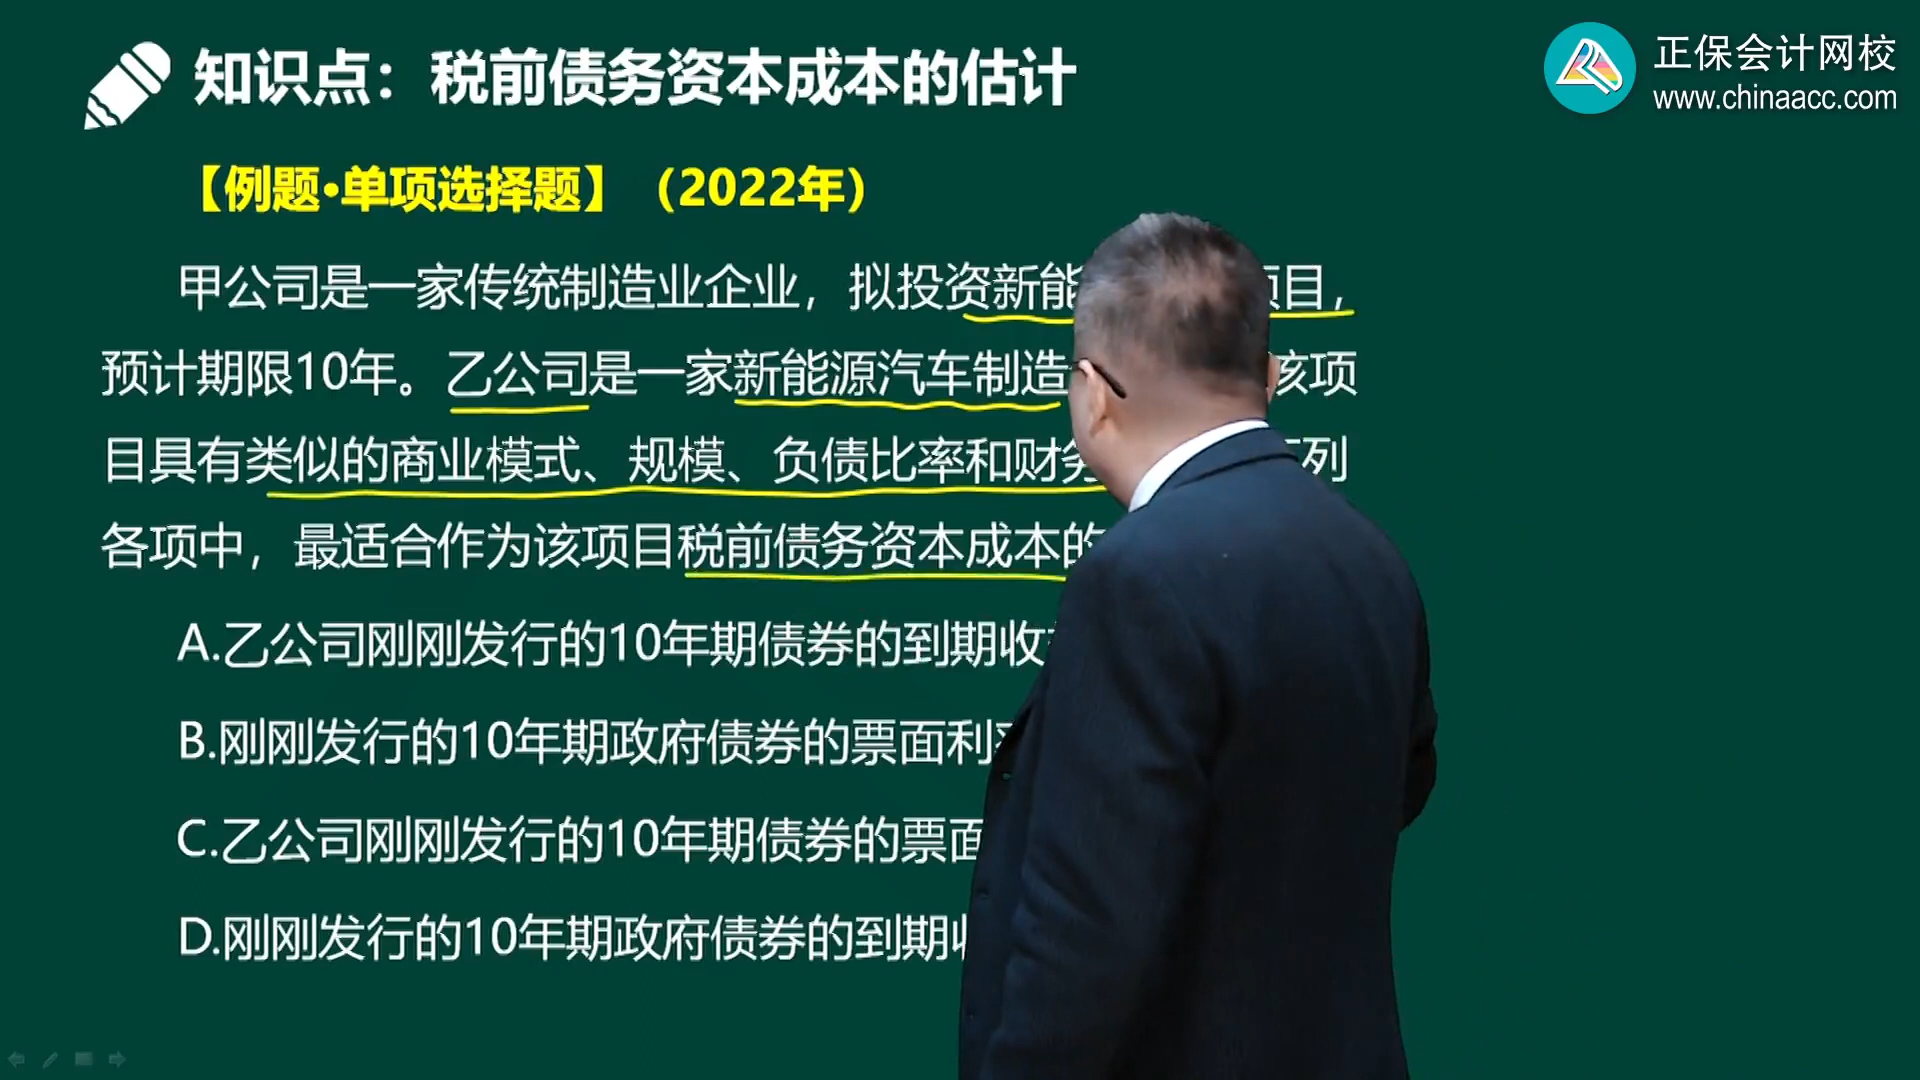 知识点：税前债务资本成本的估计
正保会计网校
www.chinaacc.com
【例题•单项选择题】（2022年）
甲公司是一家传统制造业企业，拟投资新能项目，
预计期限10年。乙公司是一家新能源汽车制造该项
目具有类似的商业模式、规模、负债比率和财务列
各项中，最适合作为该项目税前债务资本成本的
A.乙公司刚刚发行的10年期债券的到期收
B.刚刚发行的10年期政府债券的票面利
C.乙公司刚刚发行的10年期债券的票面
D.刚刚发行的10年期政府债券的到期